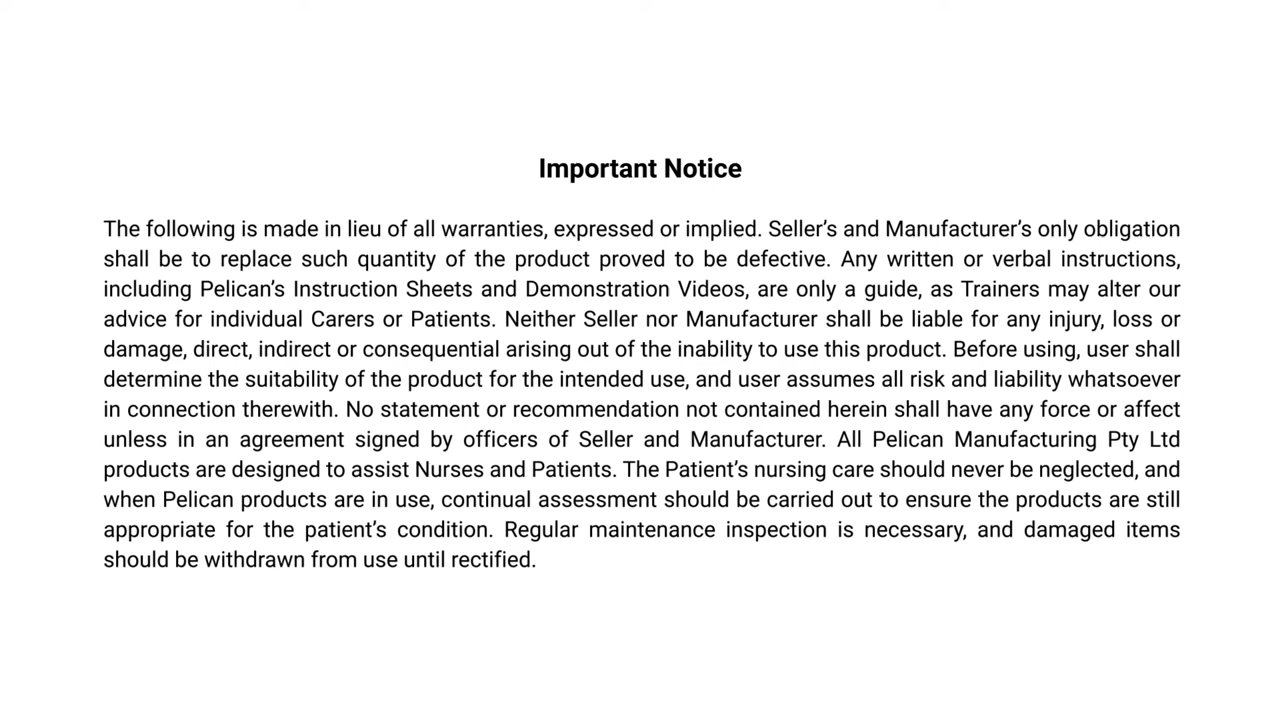 Important Notice
The following is made in lieu of all warranties, expressed or implied. Seller’s and Manufacturer’s only obligation
shall be to replace such quantity of the product proved to be defective. Any written or verbal instructions,
including Pelican’s Instruction Sheets and Demonstration Videos, are only a guide, as Trainers may alter our
advice for individual Carers or Patients. Neither Seller nor Manufacturer shall be liable for any injury, loss or
damage, direct, indirect or consequential arising out of the inability to use this product. Before using, user shall
determine the suitability of the product for the intended use, and user assumes all risk and liability whatsoever
in connection therewith. No statement or recommendation not contained herein shall have any force or affect
unless in an agreement signed by officers of Seller and Manufacturer. All Pelican Manufacturing Pty Ltd
products are designed to assist Nurses and Patients. The Patient’s nursing care should never be neglected, and
when Pelican products are in use, continual assessment should be carried out to ensure the products are still
appropriate for the patient’s condition. Regular maintenance inspection is necessary, and damaged items
should be withdrawn from use until rectified.